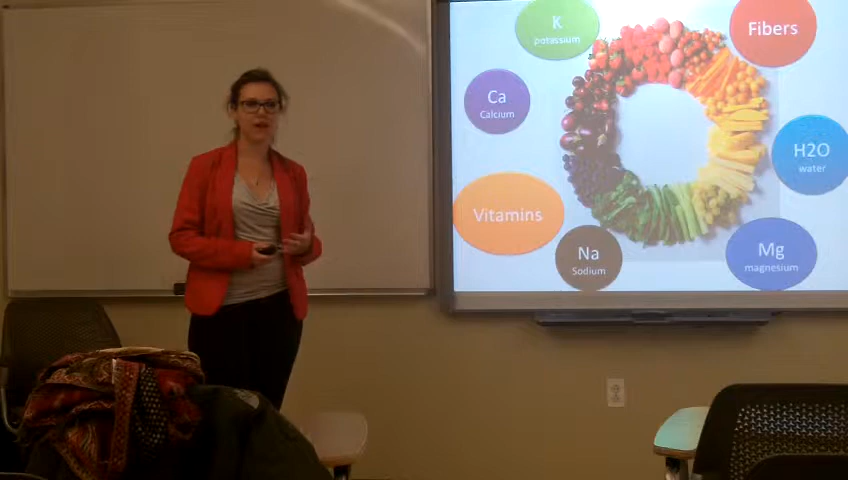 K
potassium
Fibers
Ca
Calcium
H2O
water
Vitamins
Na
Sodium
Mg
magnesium